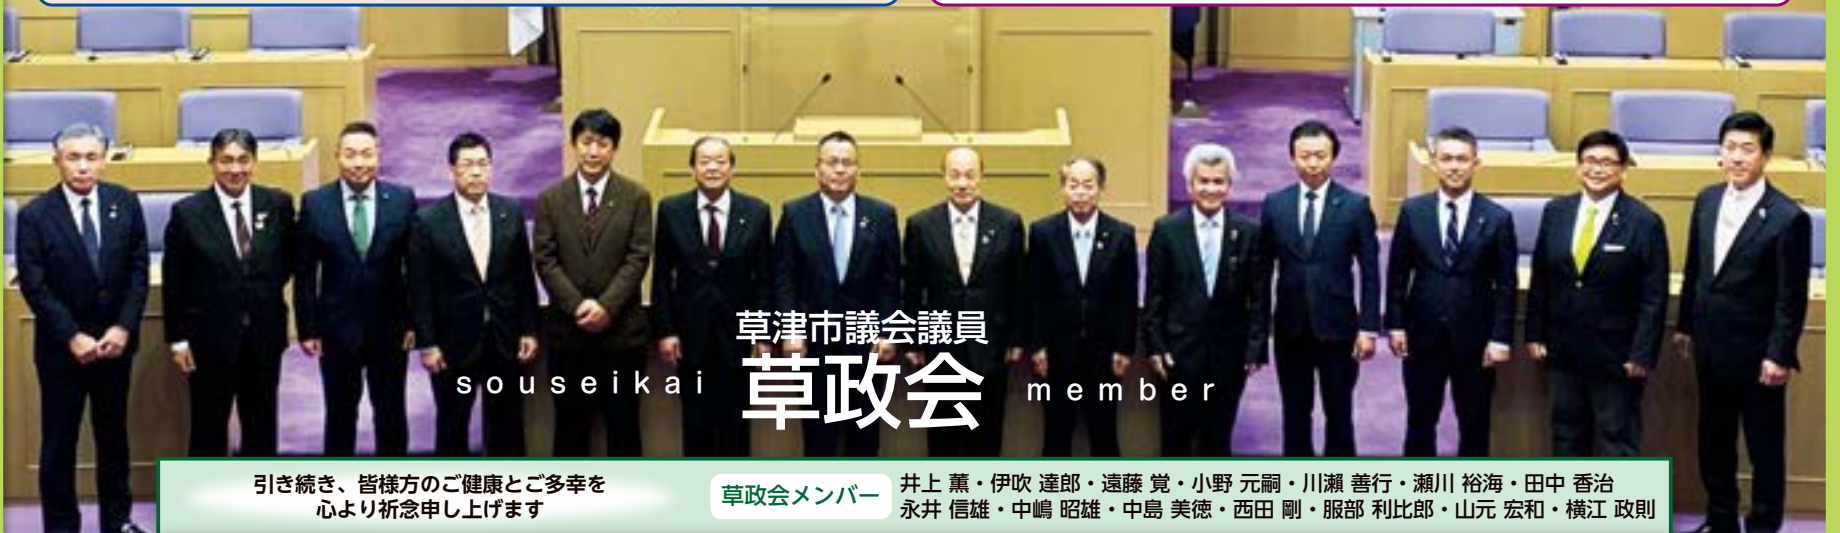 草津市議会議員
souseikai 草政会 member
引き続き、皆様方のご健康とご多幸を
心より祈念申し上げます
草政会メンバー
井上 薫・伊吹 達郎・遠藤 覚・小野 元嗣・川瀨 善行・瀬川 裕海・田中 香治
永井 信雄・中嶋 昭雄・中島 美徳・西田 剛・服部 利比郎・山元 宏和・横江 政則